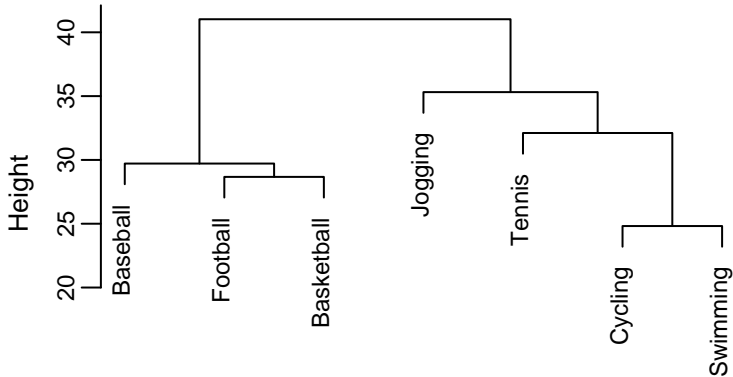 Height
40
35
30
25
20
Baseball
Football
Basketball
Jogging
Tennis
Cycling
Swimming